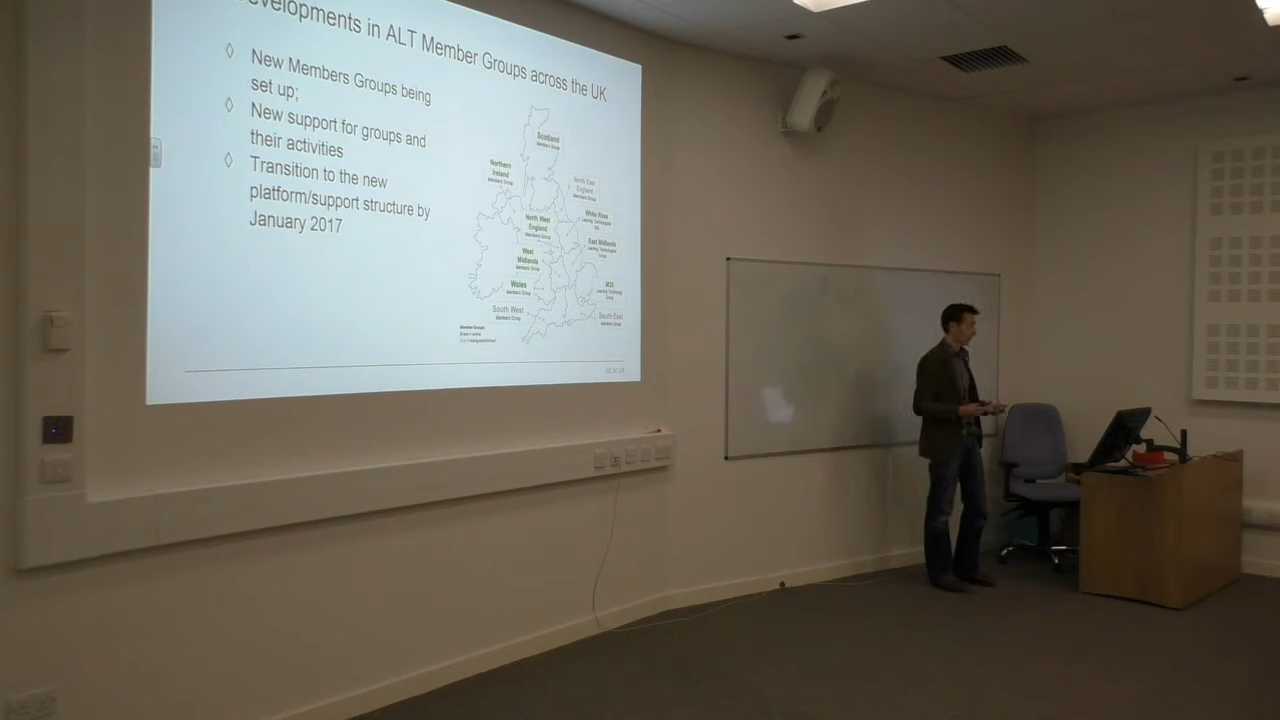 Developments in ALT Member Groups across the UK
◊ New Members Groups being
set up;
◊ New support for groups and
their activities
◊ Transition to the new
platform/support structure by
January 2017
Scotland
Members Group
Northern
Ireland
Members Group
North East
England
Members Group
White Rose
Learning Technologists
North West
England
Members Group
East Midlands
Learning Technologists
Group
West
Midlands
Members Group
Wales
Members Group
M25
Learning Technology
Group
South West
Members Group
South East
Members Group
Member Groups: